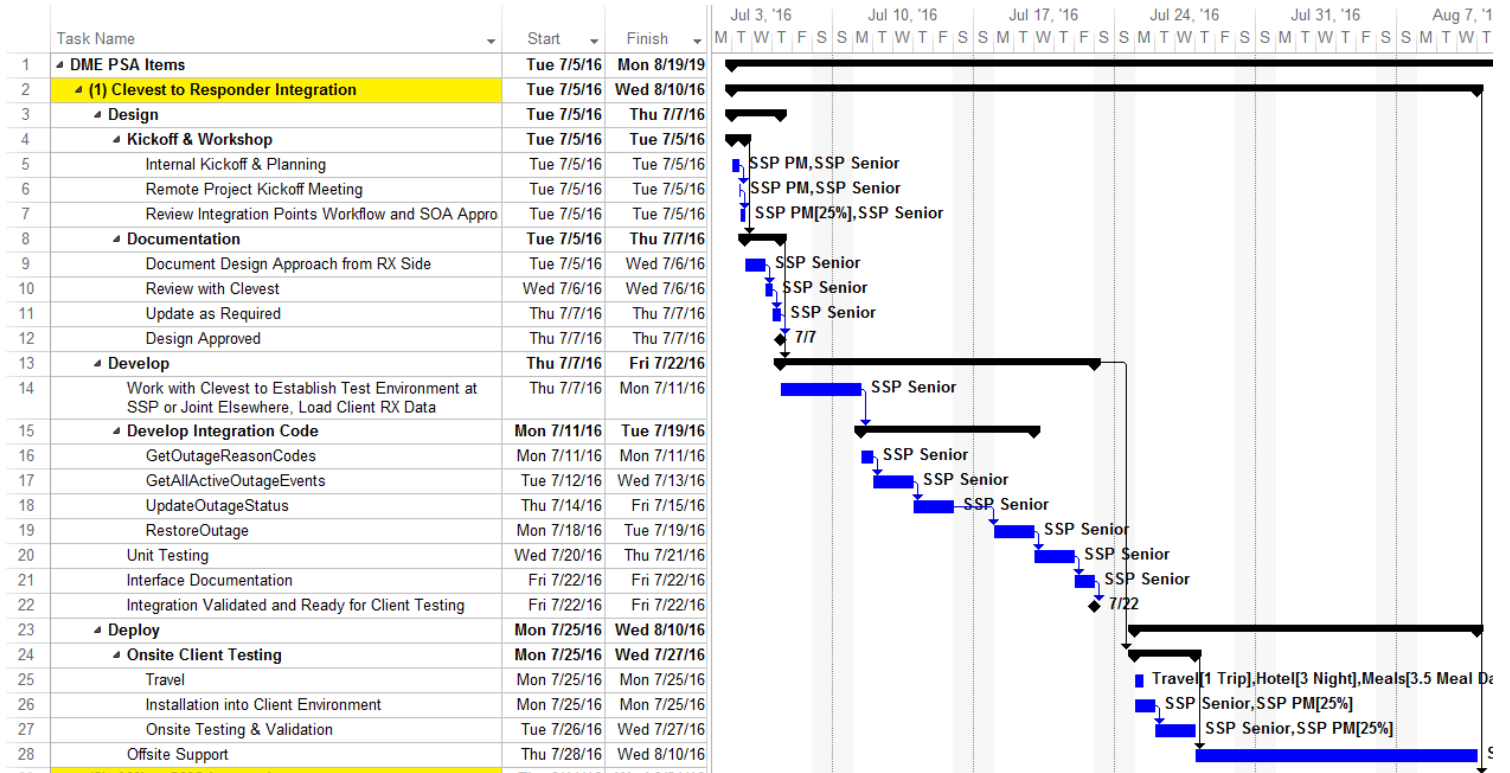 Jul 3, '16 Jul 10, '16 Jul 17, '16 Jul 24, '16 Jul 31, '16 Aug 7, '1
Task Name Start Finish M T W T F S S M T W T F S S M T W T F S S M T W T F S S M T W T F S S M T W T
1 DME PSA Items Tue 7/5/16 Mon 8/19/19
2 (1) Clevest to Responder Integration Tue 7/5/16 Wed 8/10/16
3 Design Tue 7/5/16 Thu 7/7/16
4 Kickoff & Workshop Tue 7/5/16 Tue 7/5/16
5 Internal Kickoff & Planning Tue 7/5/16 Tue 7/5/16 SSP PM,SSP Senior
6 Remote Project Kickoff Meeting Tue 7/5/16 Tue 7/5/16 SSP PM,SSP Senior
7 Review Integration Points Workflow and SOA Appro Tue 7/5/16 Tue 7/5/16 SSP PM[25%],SSP Senior
8 Documentation Tue 7/5/16 Thu 7/7/16
9 Document Design Approach from RX Side Tue 7/5/16 Wed 7/6/16 SSP Senior
10 Review with Clevest Wed 7/6/16 Wed 7/6/16 SSP Senior
11 Update as Required Thu 7/7/16 Thu 7/7/16 SSP Senior
12 Design Approved Thu 7/7/16 Thu 7/7/16 7/7
13 Develop Thu 7/7/16 Fri 7/22/16
14 Work with Clevest to Establish Test Environment at Thu 7/7/16 Mon 7/11/16 SSP Senior
SSP or Joint Elsewhere, Load Client RX Data
15 Develop Integration Code Mon 7/11/16 Tue 7/19/16
16 GetOutageReasonCodes Mon 7/11/16 Mon 7/11/16 SSP Senior
17 GetAllActiveOutageEvents Tue 7/12/16 Wed 7/13/16 SSP Senior
18 UpdateOutageStatus Thu 7/14/16 Fri 7/15/16 SSP Senior
19 RestoreOutage Mon 7/18/16 Tue 7/19/16 SSP Senior
20 Unit Testing Wed 7/20/16 Thu 7/21/16 SSP Senior
21 Interface Documentation Fri 7/22/16 Fri 7/22/16 SSP Senior
22 Integration Validated and Ready for Client Testing Fri 7/22/16 Fri 7/22/16 7/22
23 Deploy Mon 7/25/16 Wed 8/10/16
24 Onsite Client Testing Mon 7/25/16 Wed 7/27/16
25 Travel Mon 7/25/16 Mon 7/25/16 Travel[1 Trip],Hotel[3 Night],Meals[3.5 Meal Da
26 Installation into Client Environment Mon 7/25/16 Mon 7/25/16 SSP Senior,SSP PM[25%]
27 Onsite Testing & Validation Tue 7/26/16 Wed 7/27/16 SSP Senior,SSP PM[25%]
28 Offsite Support Thu 7/28/16 Wed 8/10/16 S